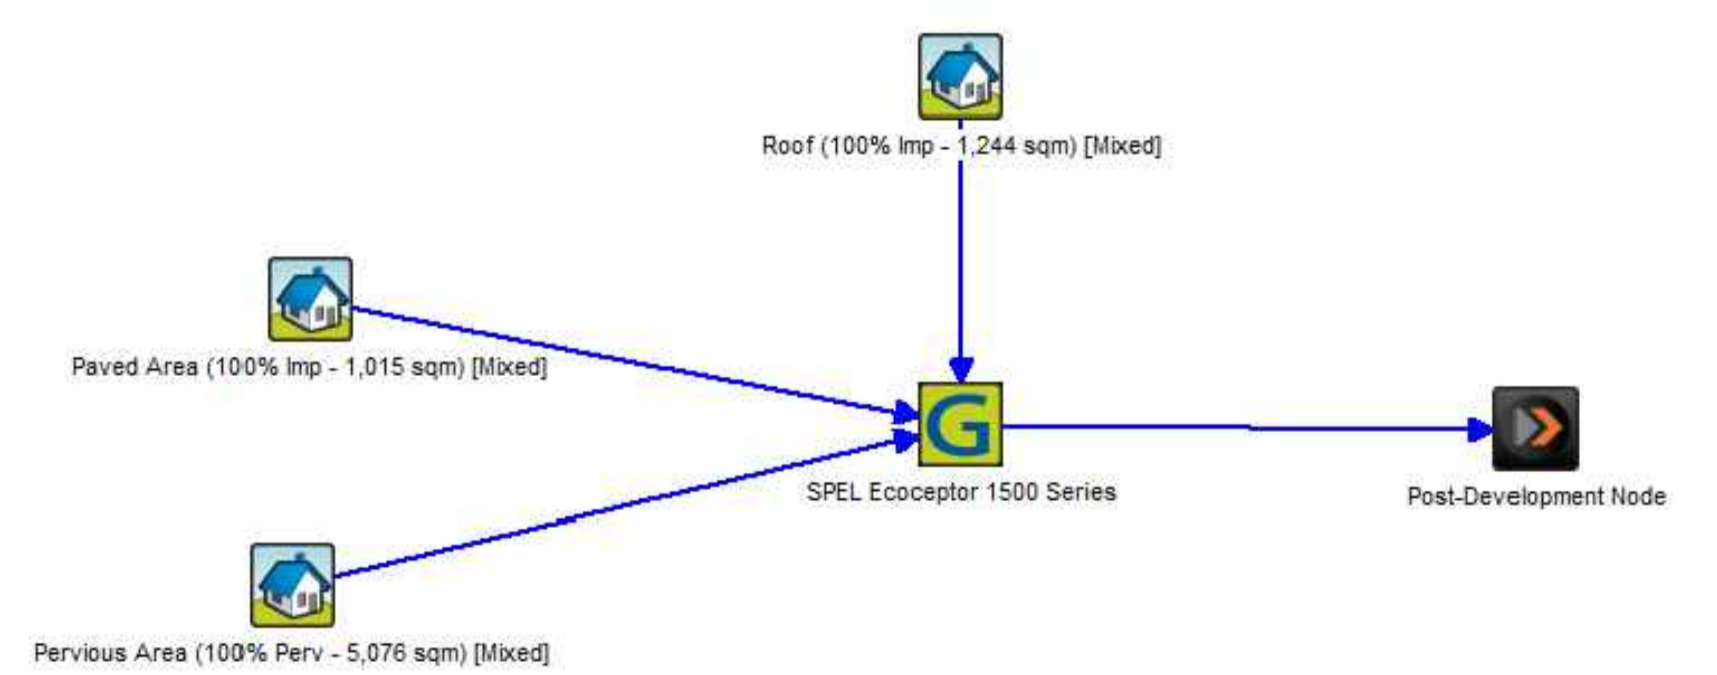 Roof (100% Imp - 1,244 sqm) [Mixed]
Paved Area (100% Imp - 1,015 sqm) [Mixed]
G
SPEL Ecoceptor 1500 Series
Post-Development Node
Pervious Area (100% Perv - 5,076 sqm) [Mixed]